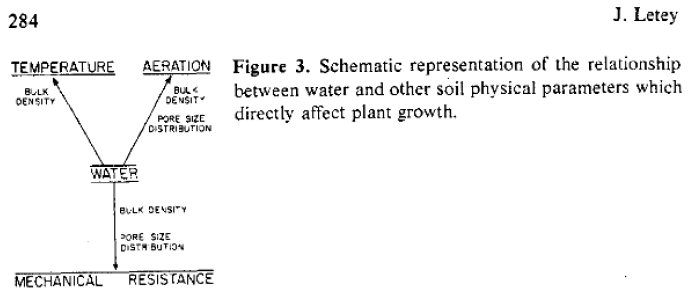 284
J. Letey
TEMPERATURE
AERATION
BULK
DENSITY
BULK
DENSITY
PORE SIZE
DISTRIBUTION
WATER
BULK DENSITY
PORE SIZE
DISTRIBUTION
MECHANICAL RESISTANCE
Figure 3. Schematic representation of the relationship
between water and other soil physical parameters which
directly affect plant growth.